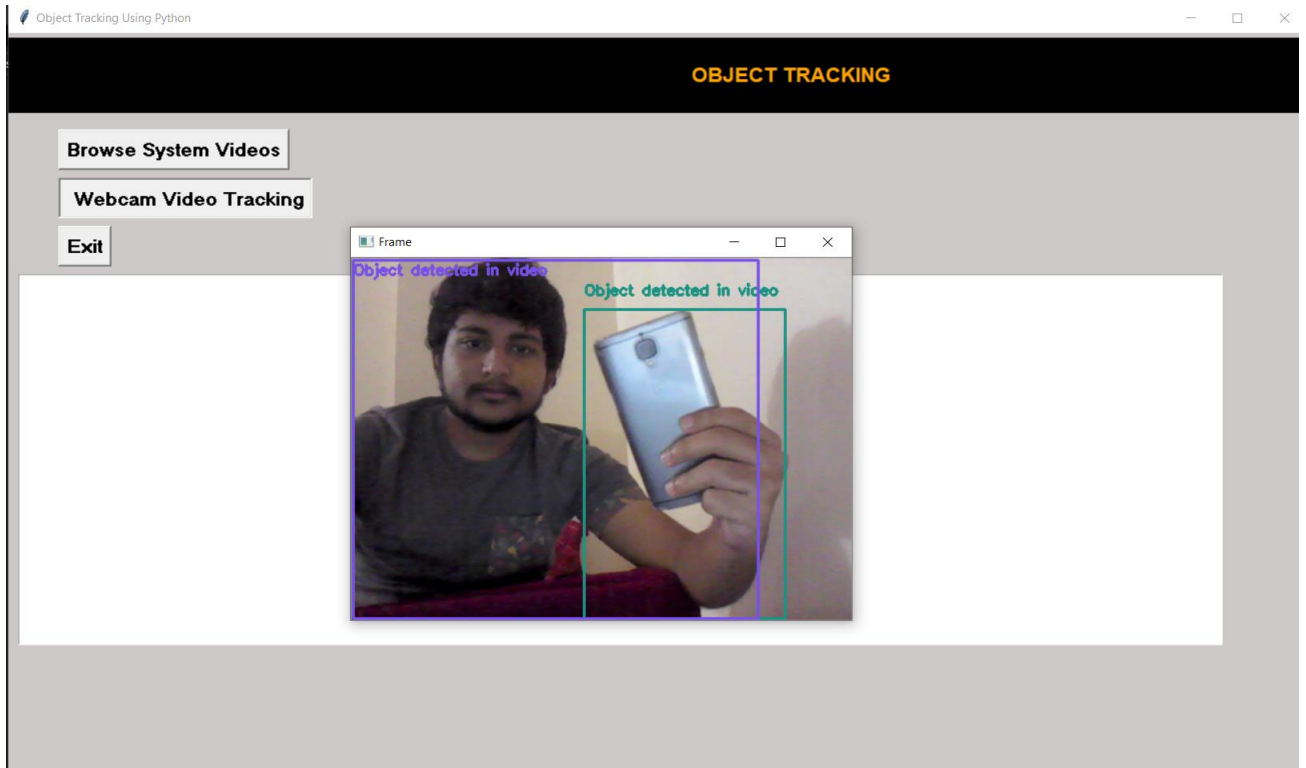 Object Tracking Using Python
OBJECT TRACKING
Browse System Videos
Webcam Video Tracking
Exit
Frame
Object detected in video
Object detected in video